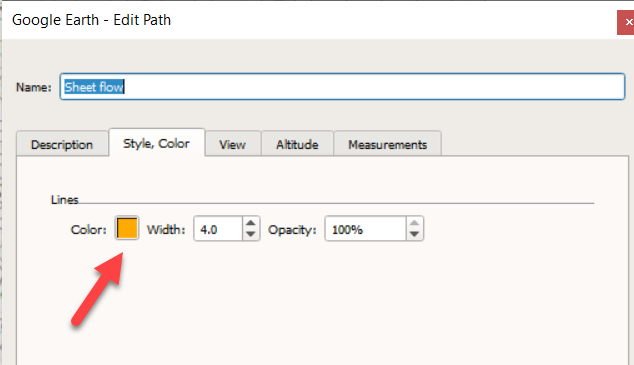 Google Earth - Edit Path
Name: Sheet flow
Description Style, Color View Altitude Measurements
Lines
Color: Width: 4.0 Opacity: 100%